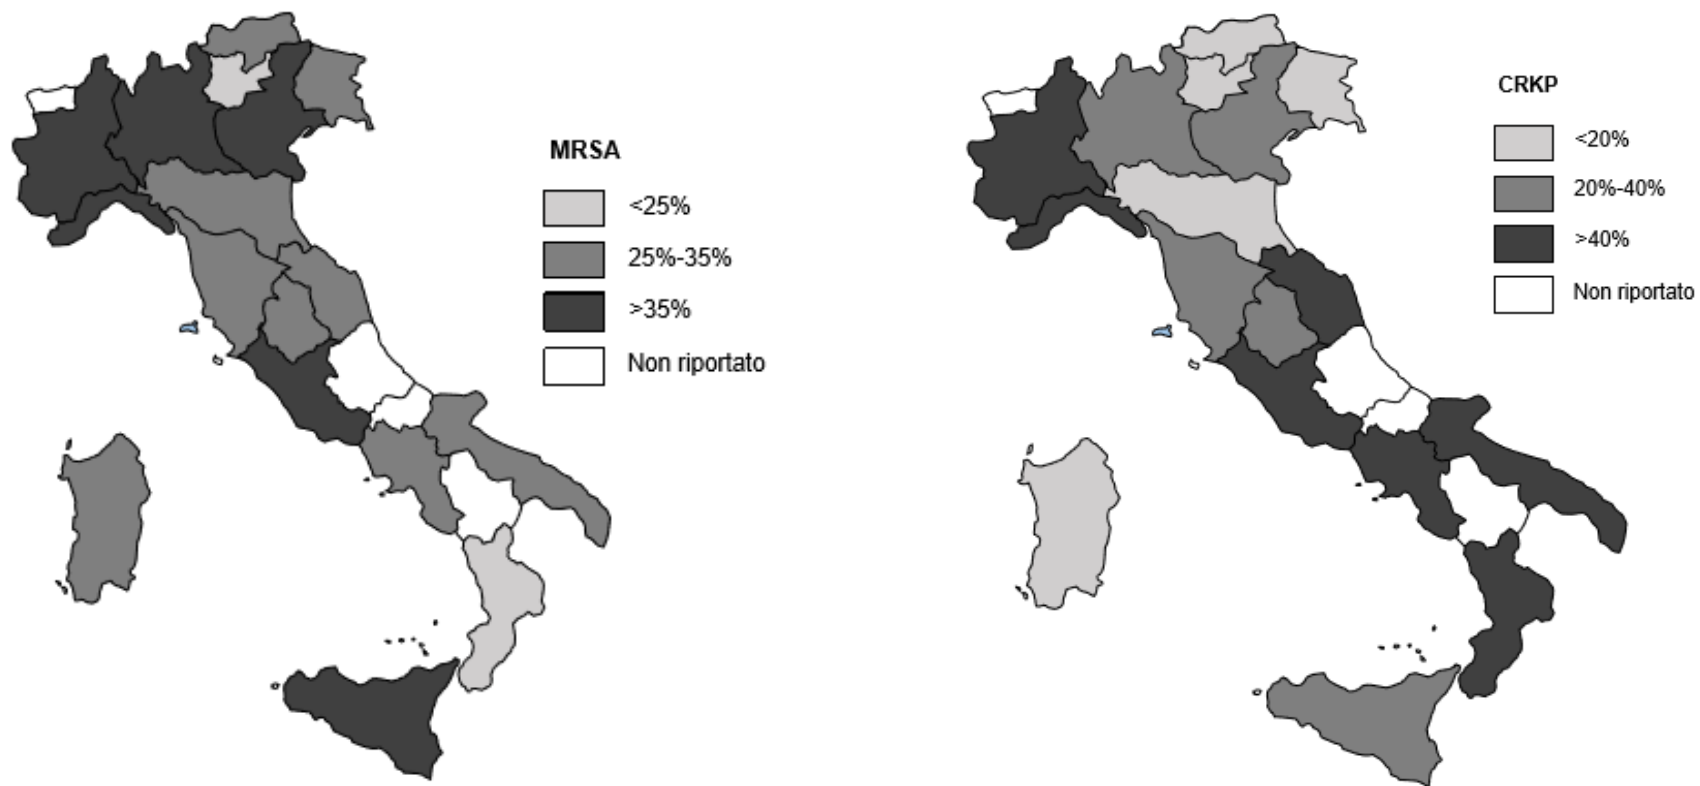 MRSA
<25%
25%-35%
>35%
Non riportato
CRKP
<20%
20%-40%
>40%
Non riportato